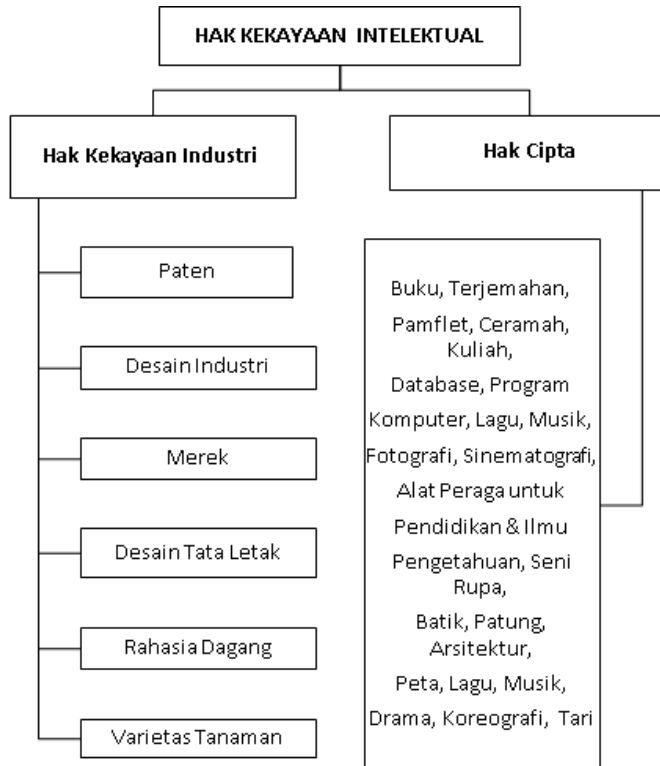 HAK KEKAYAAN INTELEKTUAL
Hak Kekayaan Industri
Hak Cipta
Paten
Desain Industri
Merek
Desain Tata Letak
Rahasia Dagang
Varietas Tanaman
Buku, Terjemahan,
Pamflet, Ceramah,
Kuliah,
Database, Program
Komputer, Lagu, Musik,
Fotografi, Sinematografi,
Alat Peraga untuk
Pendidikan & Ilmu
Pengetahuan, Seni
Rupa,
Batik, Patung,
Arsitektur,
Peta, Lagu, Musik,
Drama, Koreografi, Tari